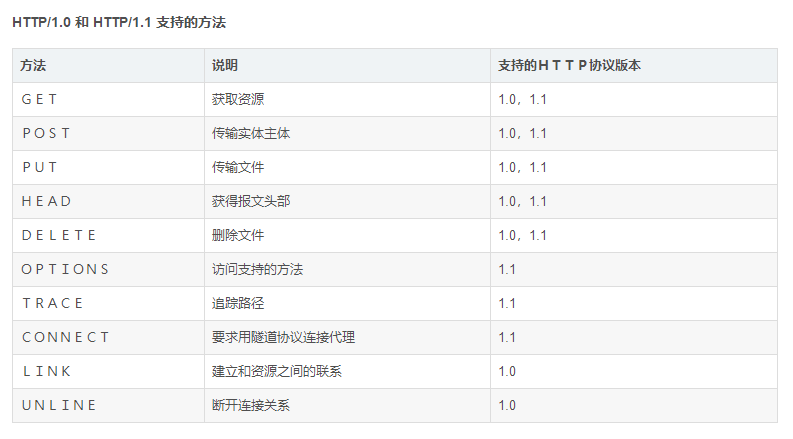 HTTP/1.0 和 HTTP/1.1 支持的方法
方法 说明 支持的ＨＴＴＰ协议版本
ＧＥＴ 获取资源 1.0，1.1
ＰＯＳＴ 传输实体主体 1.0，1.1
ＰＵＴ 传输文件 1.0，1.1
ＨＥＡＤ 获得报文头部 1.0，1.1
ＤＥＬＥＴＥ 删除文件 1.0，1.1
ＯＰＴＩＯＮＳ 访问支持的方法 1.1
ＴＲＡＣＥ 追踪路径 1.1
ＣＯＮＮＥＣＴ 要求用隧道协议连接代理 1.1
ＬＩＮＫ 建立和资源之间的联系 1.0
ＵＮＬＩＮＥ 断开连接关系 1.0